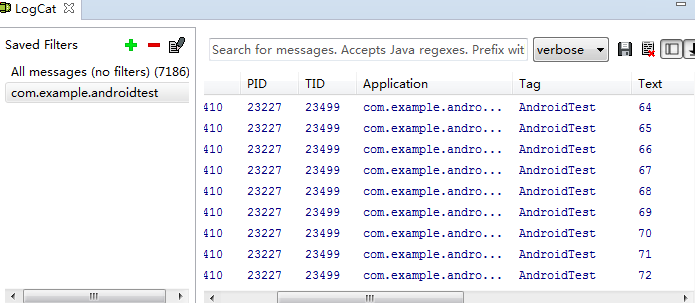 LogCat
Saved Filters
All messages (no filters) (7186)
com.example.androidtest
Search for messages. Accepts Java regexes. Prefix wit
verbose
PID TID Application Tag Text
410 23227 23499 com.example.andro... AndroidTest 64
410 23227 23499 com.example.andro... AndroidTest 65
410 23227 23499 com.example.andro... AndroidTest 66
410 23227 23499 com.example.andro... AndroidTest 67
410 23227 23499 com.example.andro... AndroidTest 68
410 23227 23499 com.example.andro... AndroidTest 69
410 23227 23499 com.example.andro... AndroidTest 70
410 23227 23499 com.example.andro... AndroidTest 71
410 23227 23499 com.example.andro... AndroidTest 72